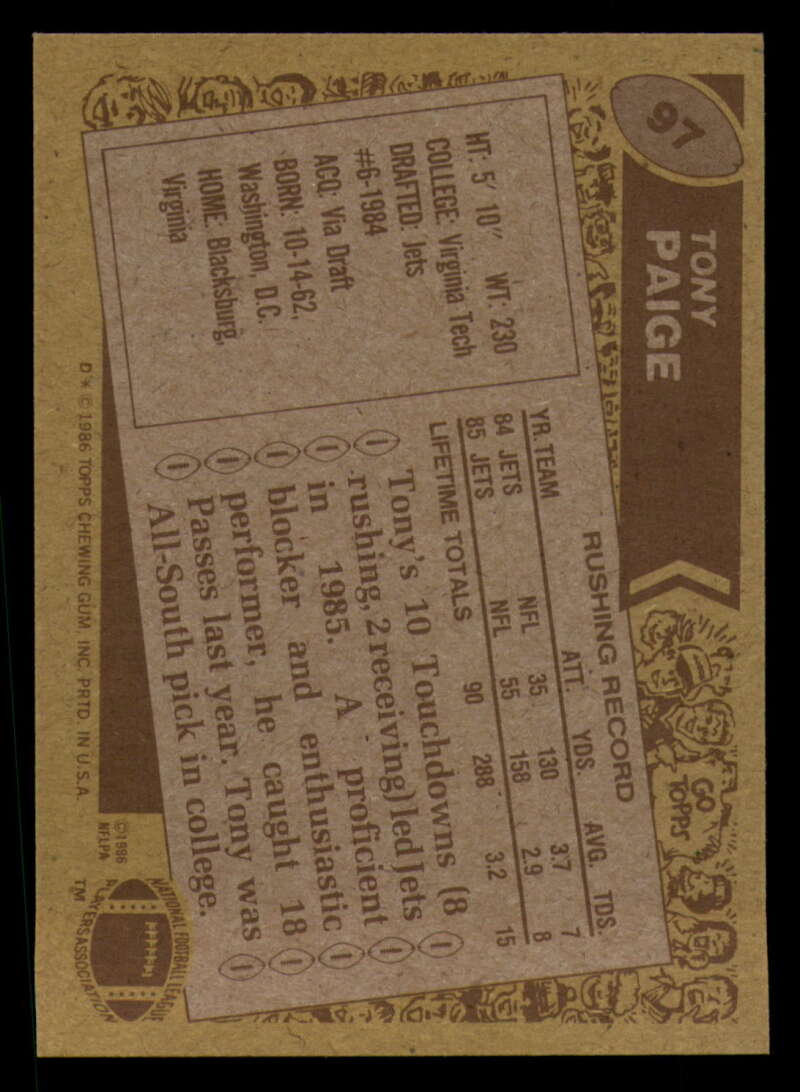 97
TONY
PAIGE
HT: 5' 10" WT: 230
COLLEGE: Virginia Tech
DRAFTED: Jets
#6-1984
ACQ: Via Draft
BORN: 10-14-62,
Washington, D.C.
HOME: Blacksburg,
Virginia
RUSHING RECORD
YR. TEAM ATT. YDS. AVG. TDS.
84 JETS NFL 35 130 3.7 7
85 JETS NFL 55 158 2.9 8
LIFETIME TOTALS 90 288 3.2 15
Tony's 10 Touchdowns (8
rushing, 2 receiving) led Jets
in 1985. A proficient
blocker and enthusiastic
performer, he caught 18
Passes last year. Tony was
All-South pick in college.
GO
TOPPS
D* © 1986 TOPPS CHEWING GUM, INC. PRTD. IN U.S.A.
©1986
NFLPA
NATIONAL FOOTBALL LEAGUE
PLAYERS ASSOCIATION
TM